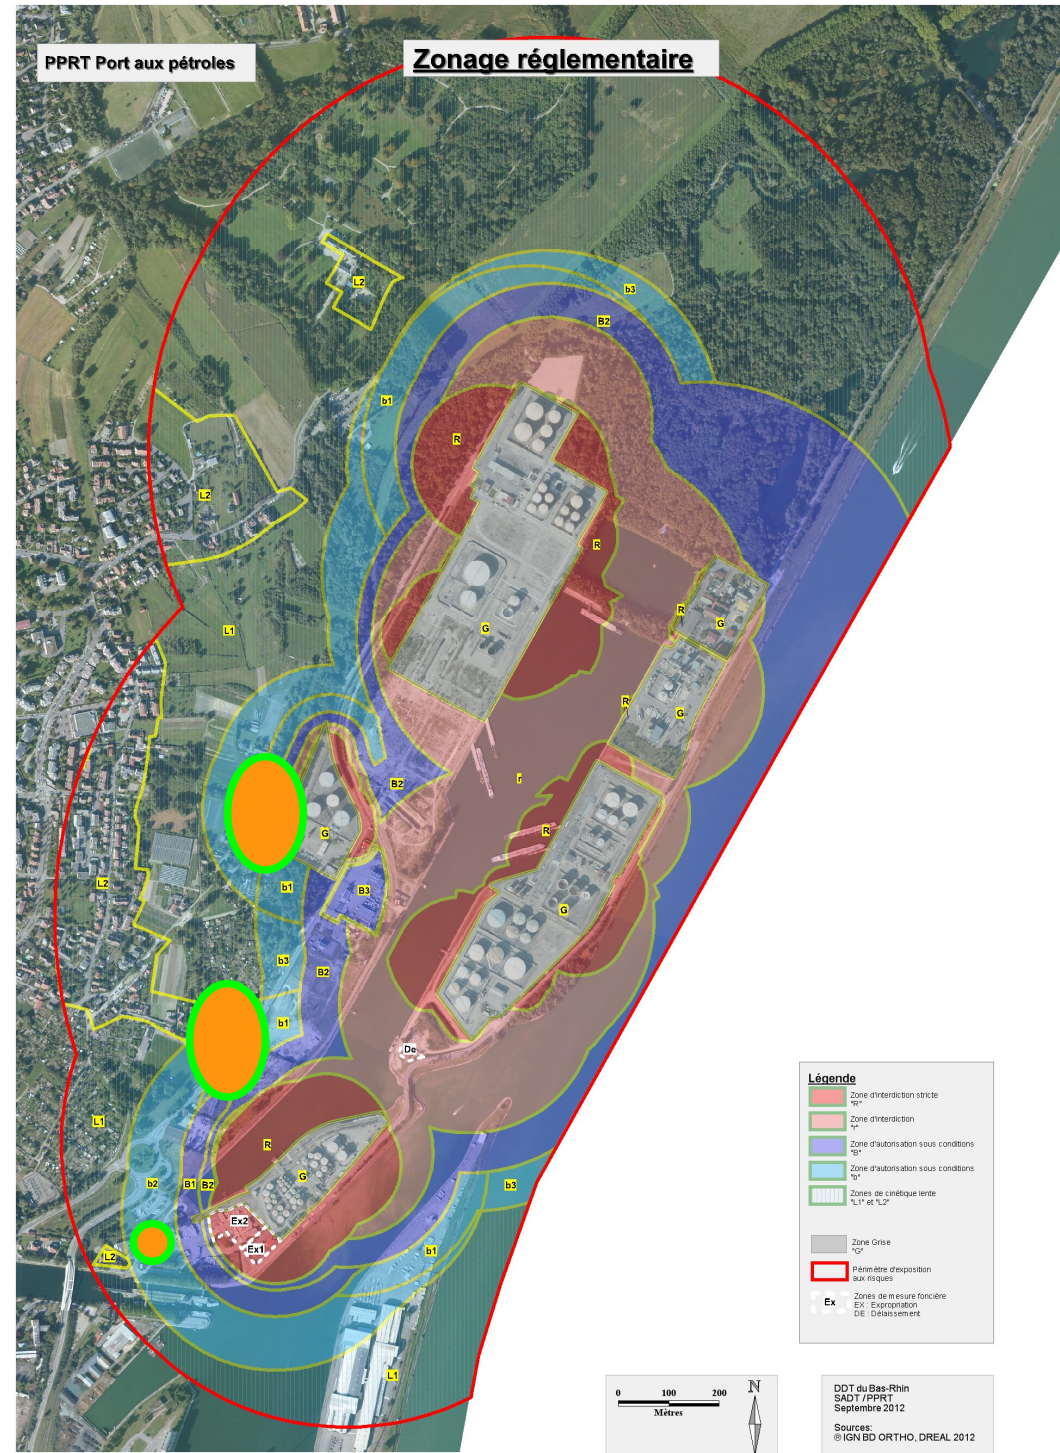 PPRT Port aux pétroles
Zonage réglementaire
L2
b3
B2
b1
R
L2
R
R
G
L1
G
R
G
r
B2
R
G
B3
b1
L2
G
b3
B2
b1
De
L1
R
G
b2
B1
B2
b3
Ex2
Ex1
b1
L2
L1
Légende
Zone d'interdiction stricte
"R"
Zone d'interdiction
"r"
Zone d'autorisation sous conditions
"B"
Zone d'autorisation sous conditions
"b"
Zones de cinétique lente
"L1" et "L2"
Zone Grise
"G"
Périmètre d'exposition
aux risques
Ex
Zones de mesure foncière
EX : Expropriation
DE : Délaissement
0 100 200
Mètres
N
DDT du Bas-Rhin
SADT / PPRT
Septembre 2012
Sources:
® IGN BD ORTHO, DREAL 2012